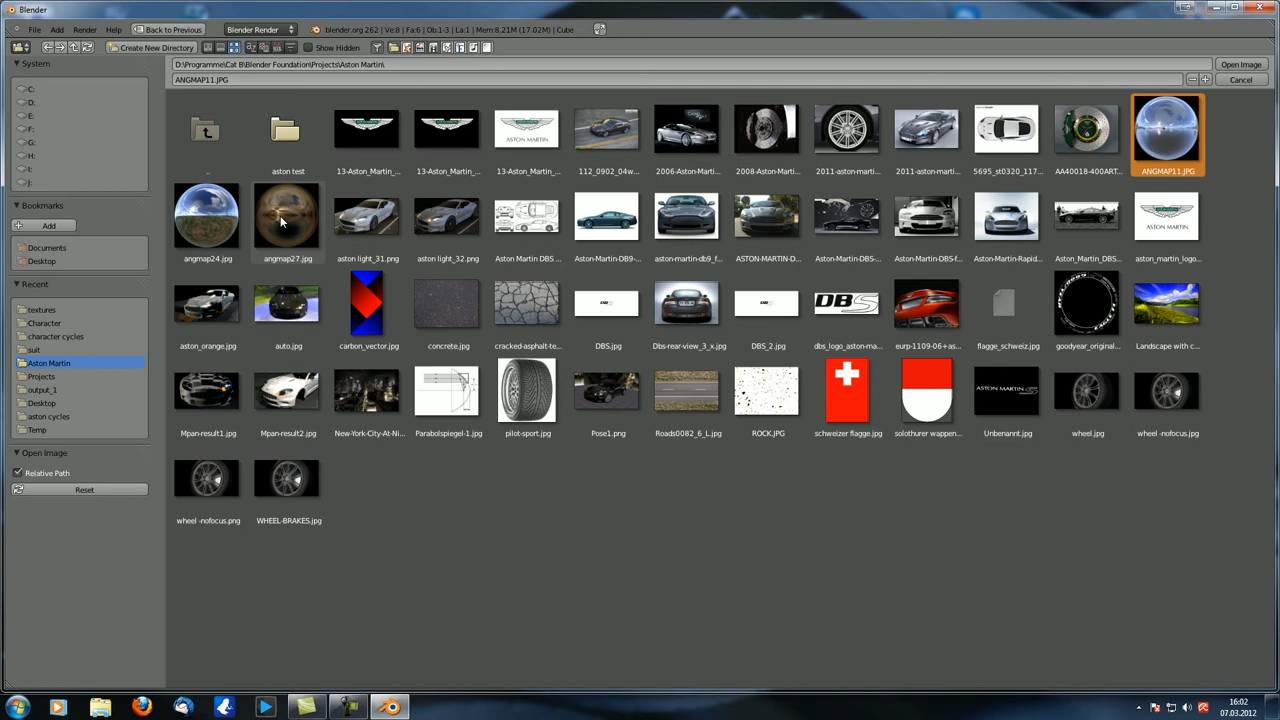 Blender
File Add Render Help Back to Previous Blender Render blender.org 262 | Ve:8 | Fa:6 | Ob:1-3 | La:1 | Mem:8.21M (17.02M) | Cube
Create New Directory Show Hidden
System
C:
D:
E:
F:
G:
H:
I:
J:
Bookmarks
Add
Documents
Desktop
Recent
textures
Character
character cycles
suit
Aston Martin
Projects
output_1
Desktop
aston cycles
Temp
Open Image
Relative Path
Reset
D:\Programme\Cat B\Blender Foundation\Projects\Aston Martin\ Open Image
ANGMAP11.JPG Cancel
ASTON MARTIN
.. aston test 13-Aston_Martin_... 13-Aston_Martin_... 13-Aston_Martin_... 112_0902_04w... 2006-Aston-Marti... 2008-Aston-Marti... 2011-aston-marti... 2011-aston-marti... 5695_st0320_117... AA40018-400ART... ANGMAP11.JPG
ASTON MARTIN
angmap24.jpg angmap27.jpg aston light_31.png aston light_32.png Aston Martin DBS ... Aston-Martin-DB9-... aston-martin-db9_f... ASTON-MARTIN-D... Aston-Martin-DBS-... Aston-Martin-DBS-f... Aston-Martin-Rapid... Aston_Martin_DBS... aston_martin_logo...
DBS DBS DBS
aston_orange.jpg auto.jpg carbon_vector.jpg concrete.jpg cracked-asphalt-te... DBS.jpg Dbs-rear-view_3_x.jpg DBS_2.jpg dbs_logo_aston-ma... eurp-1109-06+as... flagge_schweiz.jpg goodyear_original... Landscape with c...
ASTON MARTIN
Mpan-result1.jpg Mpan-result2.jpg New-York-City-At-Ni... Parabolspiegel-1.jpg pilot-sport.jpg Pose1.png Roads0082_6_L.jpg ROCK.JPG schweizer flagge.jpg solothurer wappen... Unbenannt.jpg wheel.jpg wheel -nofocus.jpg
wheel -nofocus.png WHEEL-BRAKES.jpg
16:02
07.03.2012